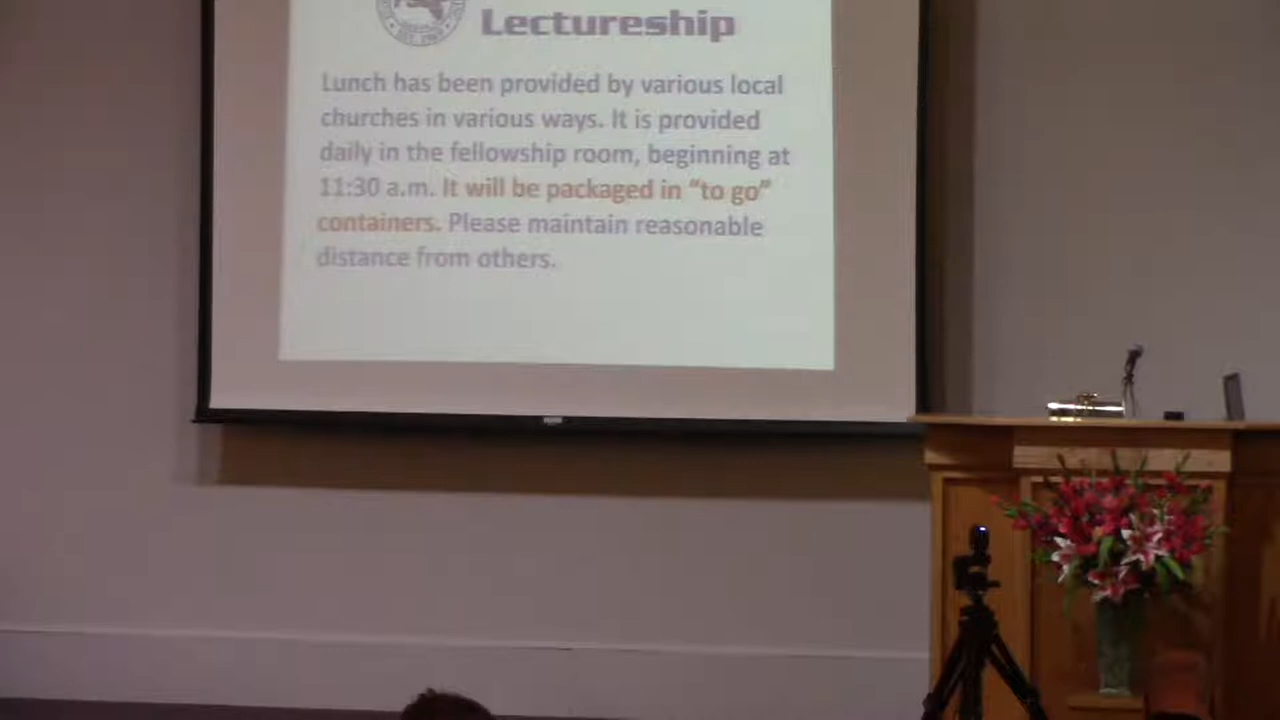 Lectureship
Lunch has been provided by various local
churches in various ways. It is provided
daily in the fellowship room, beginning at
11:30 a.m. It will be packaged in “to go”
containers. Please maintain reasonable
distance from others.